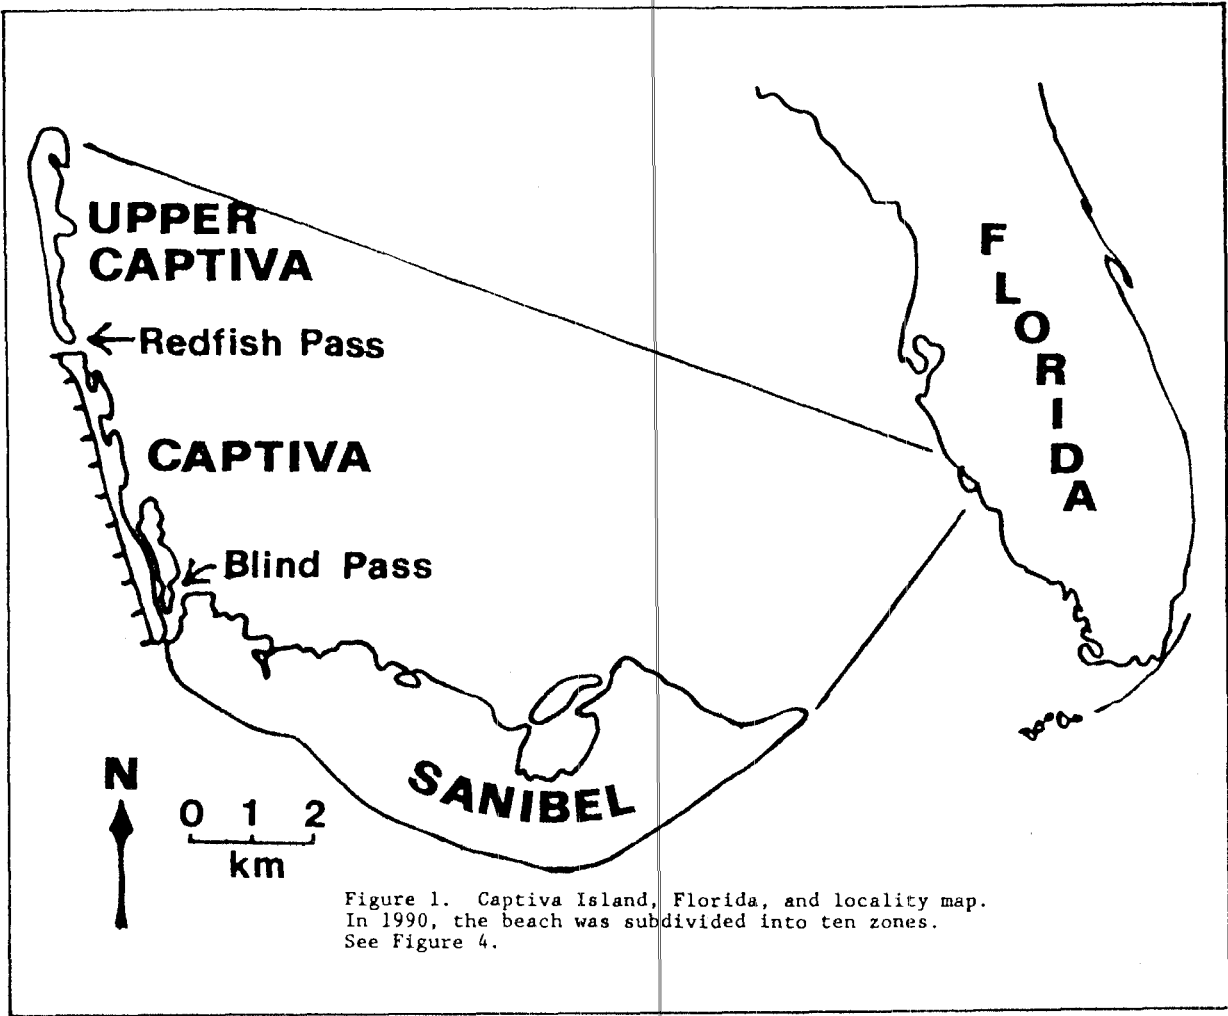 UPPER
CAPTIVA
Redfish Pass
CAPTIVA
Blind Pass
SANIBEL
FLORIDA
N
0 1 2
km
Figure 1. Captiva Island, Florida, and locality map.
In 1990, the beach was subdivided into ten zones.
See Figure 4.